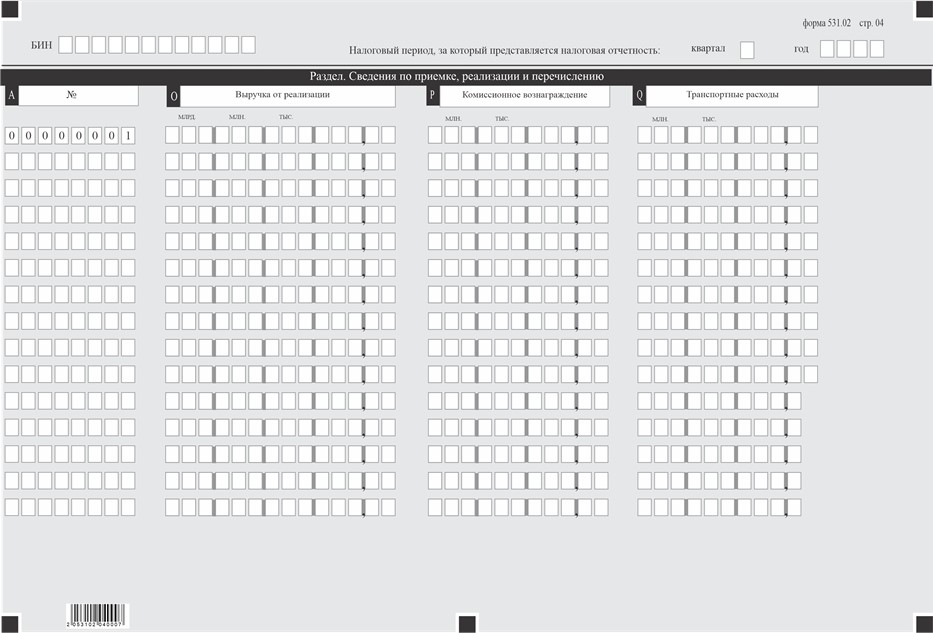 форма 531.02 стр. 04
БИН
Налоговый период, за который представляется налоговая отчетность: квартал год
Раздел. Сведения по приемке, реализации и перечислению
A № O Выручка от реализации P Комиссионное вознаграждение Q Транспортные расходы
МЛРД. МЛН. ТЫС. МЛН. ТЫС. МЛН. ТЫС.
0 0 0 0 0 0 0 1
2053102040007